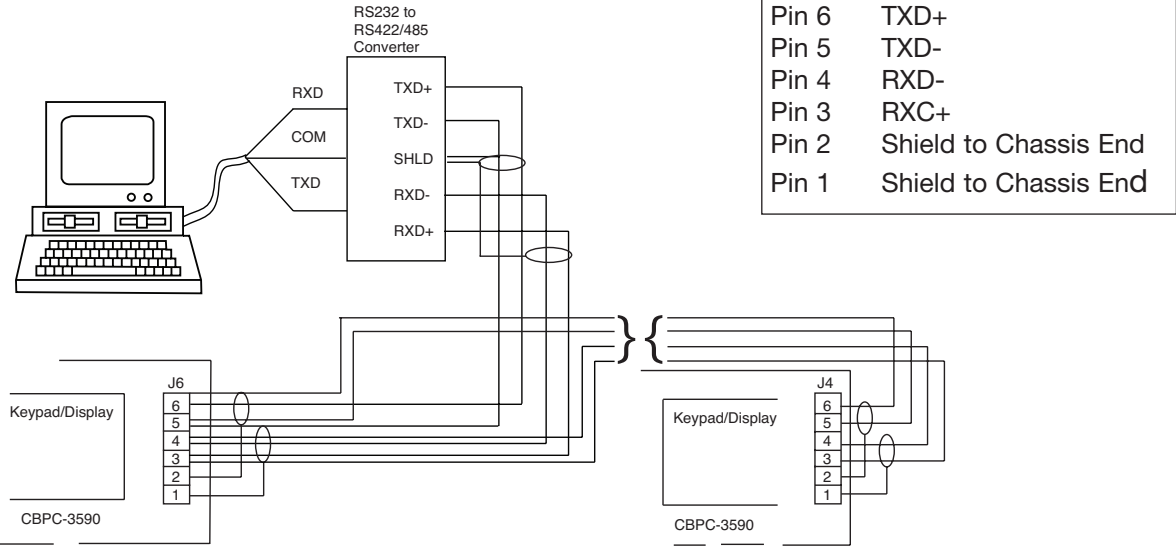 RS232 to
RS422/485
Converter
RXD
COM
TXD
TXD+
TXD-
SHLD
RXD-
RXD+
Pin 6 TXD+
Pin 5 TXD-
Pin 4 RXD-
Pin 3 RXC+
Pin 2 Shield to Chassis End
Pin 1 Shield to Chassis End
} {
J6
Keypad/Display
6
5
4
3
2
1
CBPC-3590
J4
Keypad/Display
6
5
4
3
2
1
CBPC-3590